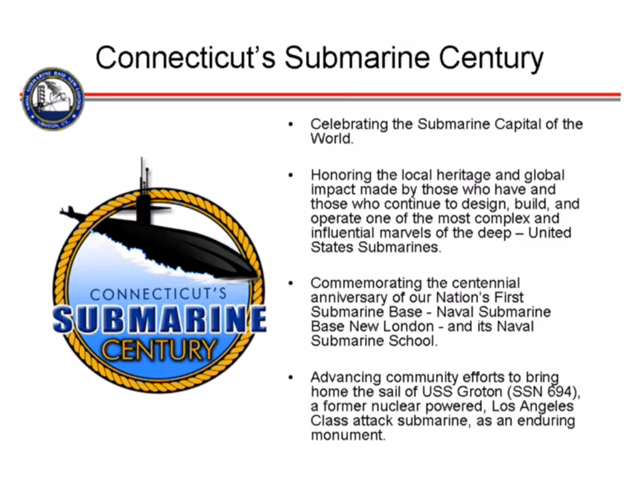 Connecticut's Submarine Century
• Celebrating the Submarine Capital of the
World.
• Honoring the local heritage and global
impact made by those who have and
those who continue to design, build, and
operate one of the most complex and
influential marvels of the deep – United
States Submarines.
CONNECTICUT'S
SUBMARINE
CENTURY
• Commemorating the centennial
anniversary of our Nation's First
Submarine Base - Naval Submarine
Base New London - and its Naval
Submarine School.
• Advancing community efforts to bring
home the sail of USS Groton (SSN 694),
a former nuclear powered, Los Angeles
Class attack submarine, as an enduring
monument.